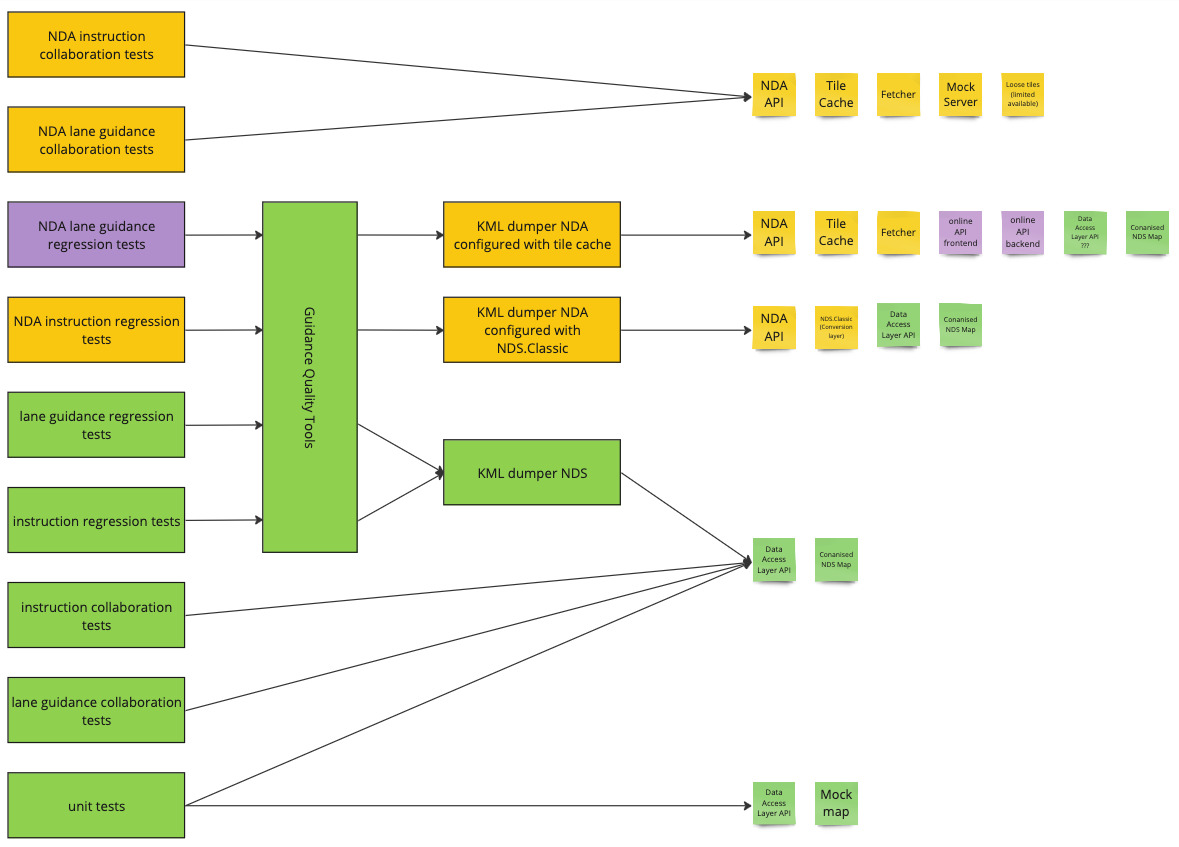 NDA instruction
collaboration tests
NDA
API
Tile
Cache
Fetcher
Mock
Server
Loose tiles
(limited
available)
NDA lane guidance
collaboration tests
NDA lane guidance
regression tests
Guidance Quality Tools
KML dumper NDA
configured with tile cache
NDA
API
Tile
Cache
Fetcher
online
API
frontend
online
API
backend
Data
Access
Layer API
???
Conanised
NDS Map
NDA instruction regression
tests
KML dumper NDA
configured with
NDS.Classic
NDA
API
NDS.Classic
(Conversion
layer)
Data
Access
Layer API
Conanised
NDS Map
lane guidance regression
tests
KML dumper NDS
instruction regression tests
Data
Access
Layer API
Conanised
NDS Map
instruction collaboration
tests
lane guidance collaboration
tests
unit tests
Data
Access
Layer API
Mock
map